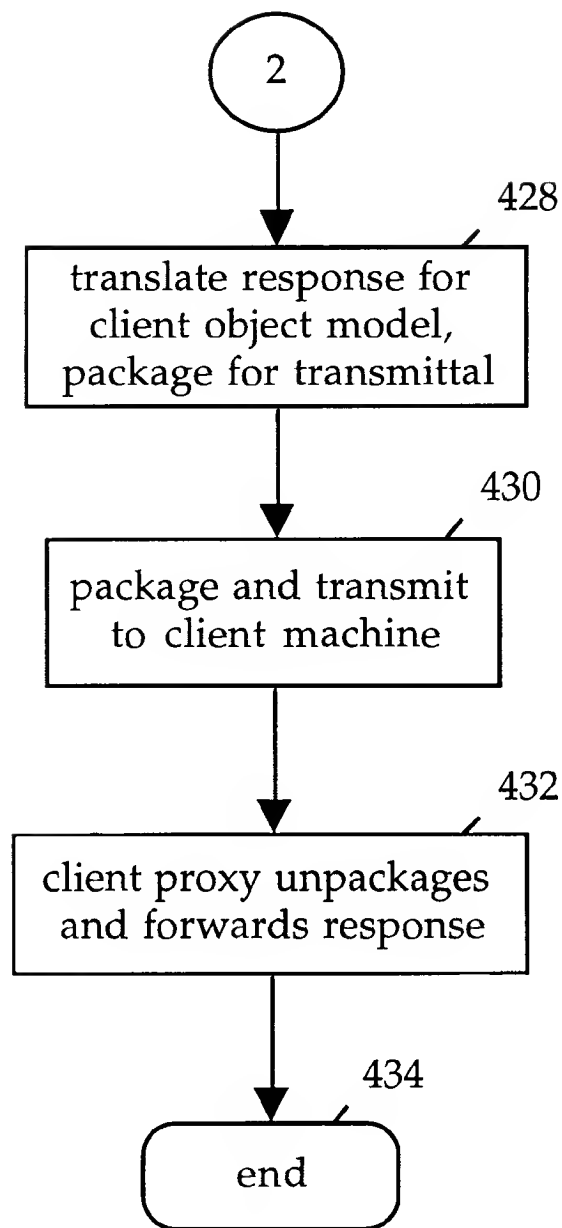 2
428
translate response for
client object model,
package for transmittal
430
package and transmit
to client machine
432
client proxy unpackages
and forwards response
434
end